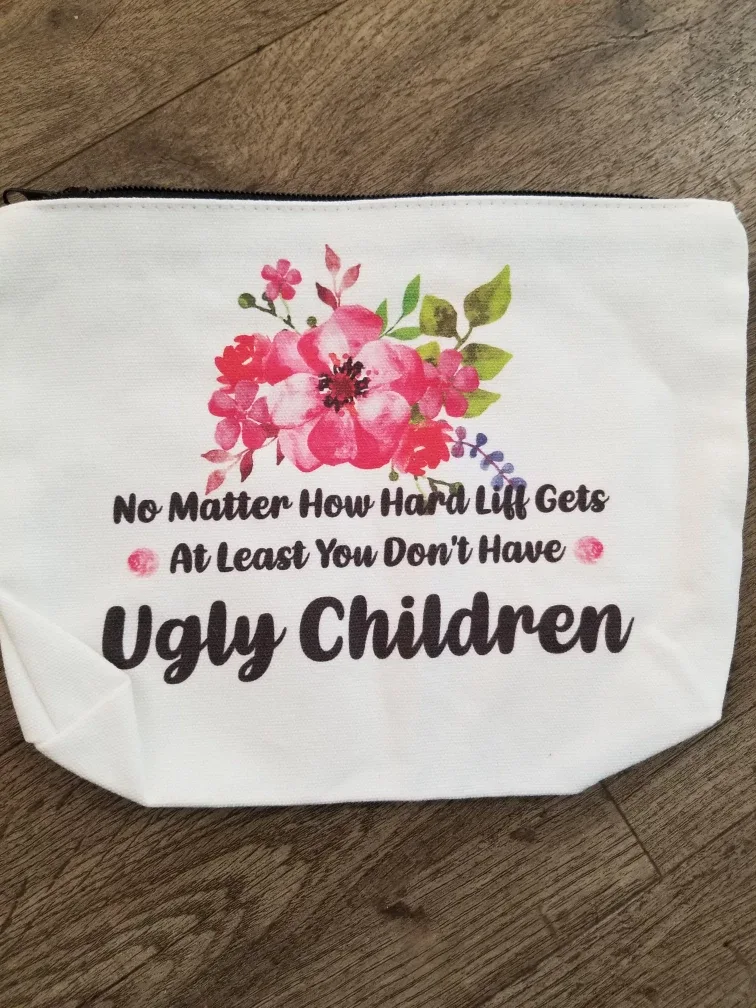 No Matter How Hard Liff Gets
At Least You Don't Have
Ugly Children